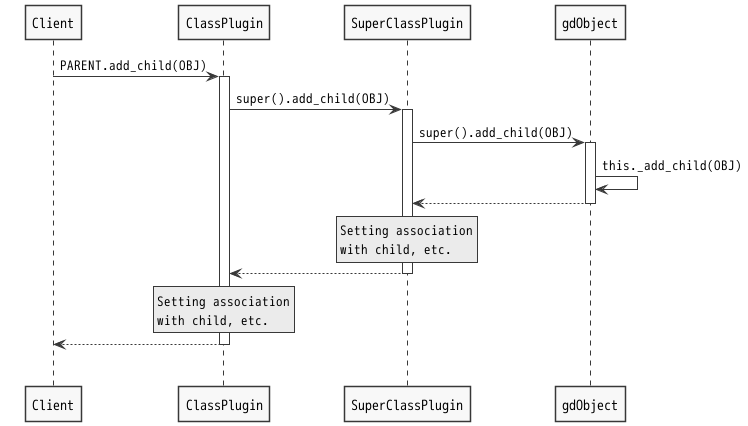 Client
ClassPlugin
SuperClassPlugin
gdObject
PARENT.add_child(OBJ)
super().add_child(OBJ)
super().add_child(OBJ)
this._add_child(OBJ)
Setting association
with child, etc.
Setting association
with child, etc.
Client
ClassPlugin
SuperClassPlugin
gdObject